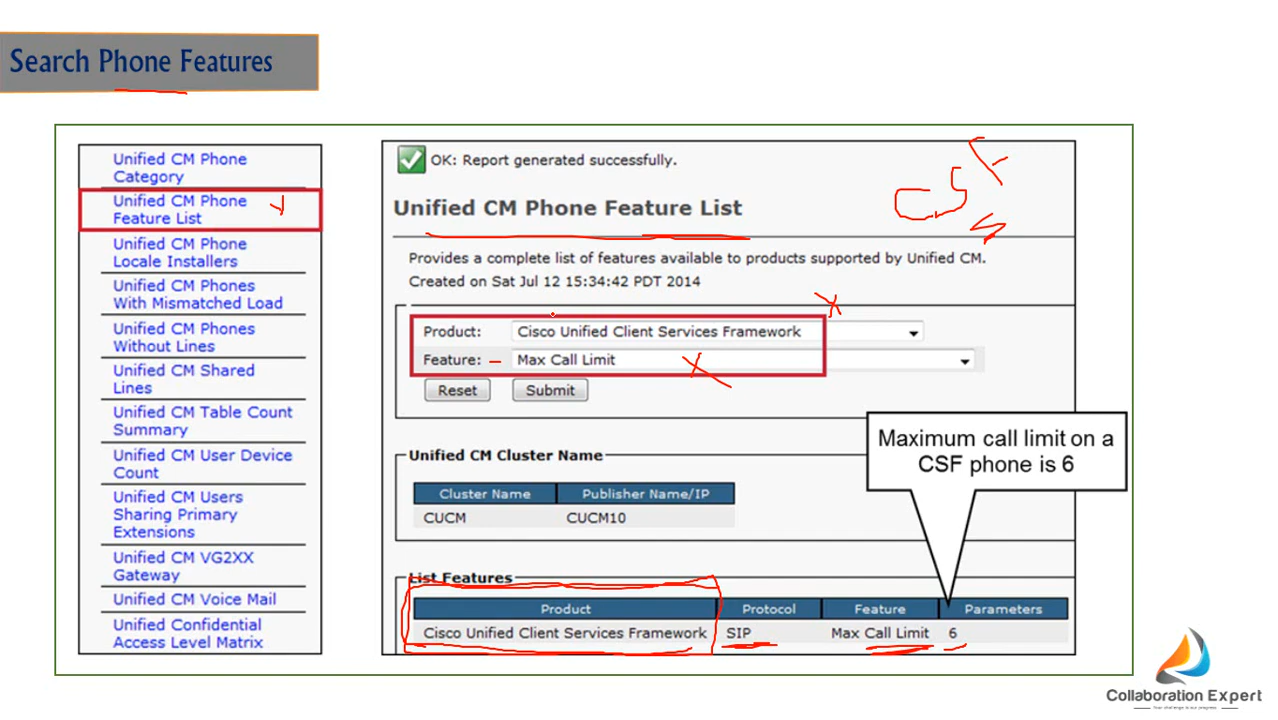 Search Phone Features
Unified CM Phone
Category
Unified CM Phone
Feature List
Unified CM Phone
Locale Installers
Unified CM Phones
With Mismatched Load
Unified CM Phones
Without Lines
Unified CM Shared
Lines
Unified CM Table Count
Summary
Unified CM User Device
Count
Unified CM Users
Sharing Primary
Extensions
Unified CM VG2XX
Gateway
Unified CM Voice Mail
Unified Confidential
Access Level Matrix
OK: Report generated successfully.
CSF
Unified CM Phone Feature List
Provides a complete list of features available to products supported by Unified CM.
Created on Sat Jul 12 15:34:42 PDT 2014
Product: Cisco Unified Client Services Framework
Feature: Max Call Limit
Reset Submit
Maximum call limit on a
CSF phone is 6
Unified CM Cluster Name
Cluster Name Publisher Name/IP
CUCM CUCM10
List Features
Product Protocol Feature Parameters
Cisco Unified Client Services Framework SIP Max Call Limit 6
Collaboration Expert